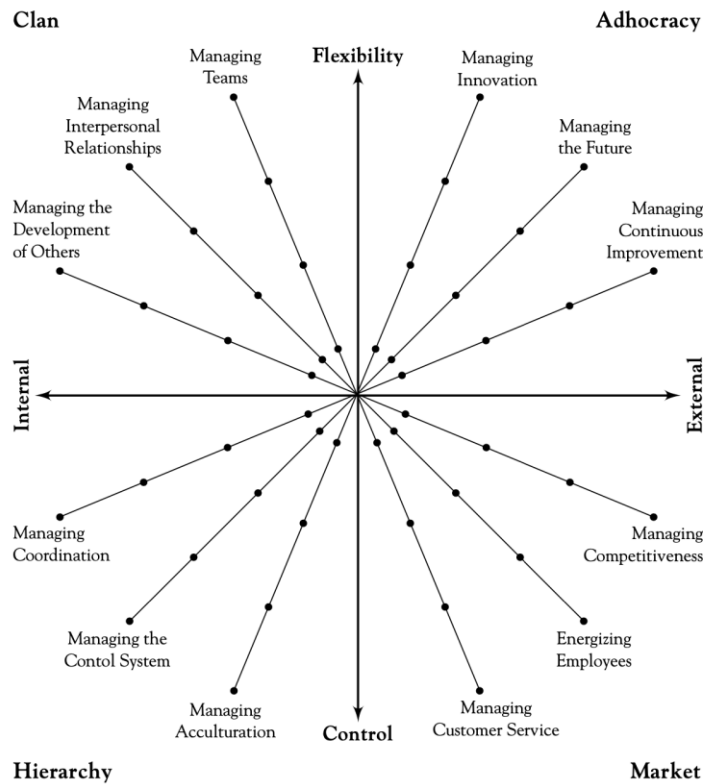 Clan
Adhocracy
Managing
Teams
Flexibility
Managing
Innovation
Managing
Interpersonal
Relationships
Managing
the Future
Managing the
Development
of Others
Managing
Continuous
Improvement
Internal
External
Managing
Coordination
Managing
Competitiveness
Managing the
Contol System
Energizing
Employees
Managing
Acculturation
Control
Managing
Customer Service
Hierarchy
Market